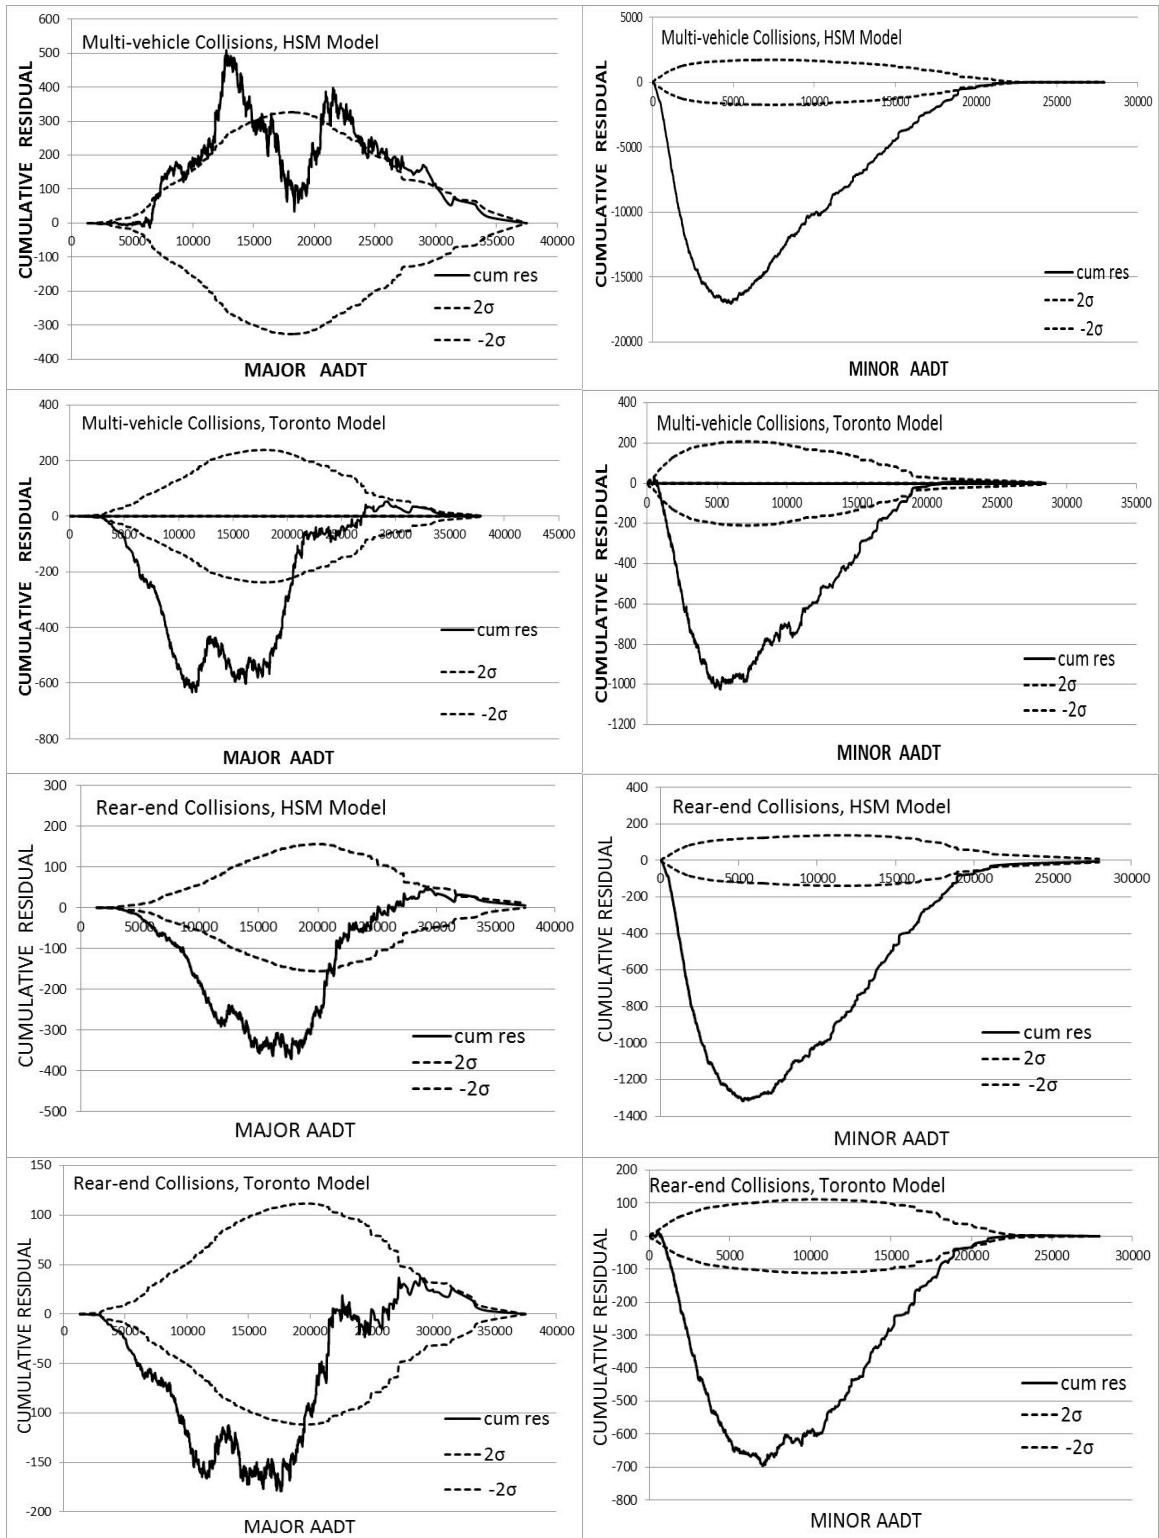 Multi-vehicle Collisions, HSM Model
CUMULATIVE RESIDUAL
600
500
400
300
200
100
0
-100
-200
-300
-400
0 5000 10000 15000 20000 25000 30000 35000 40000
cum res
2σ
-2σ
MAJOR AADT
Multi-vehicle Collisions, HSM Model
CUMULATIVE RESIDUAL
5000
0
-5000
-10000
-15000
-20000
0 5000 10000 15000 20000 25000 30000
cum res
2σ
-2σ
MINOR AADT
Multi-vehicle Collisions, Toronto Model
CUMULATIVE RESIDUAL
400
200
0
-200
-400
-600
-800
0 5000 10000 15000 20000 25000 30000 35000 40000 45000
cum res
2σ
-2σ
MAJOR AADT
Multi-vehicle Collisions, Toronto Model
CUMULATIVE RESIDUAL
400
200
0
-200
-400
-600
-800
-1000
-1200
0 5000 10000 15000 20000 25000 30000 35000
cum res
2σ
-2σ
MINOR AADT
Rear-end Collisions, HSM Model
CUMULATIVE RESIDUAL
300
200
100
0
-100
-200
-300
-400
-500
0 5000 10000 15000 20000 25000 30000 35000 40000
cum res
2σ
-2σ
MAJOR AADT
Rear-end Collisions, HSM Model
CUMULATIVE RESIDUAL
400
200
0
-200
-400
-600
-800
-1000
-1200
-1400
0 5000 10000 15000 20000 25000 30000
cum res
2σ
-2σ
MINOR AADT
Rear-end Collisions, Toronto Model
CUMULATIVE RESIDUAL
150
100
50
0
-50
-100
-150
-200
0 5000 10000 15000 20000 25000 30000 35000 40000
cum res
2σ
-2σ
MAJOR AADT
Rear-end Collisions, Toronto Model
CUMULATIVE RESIDUAL
200
100
0
-100
-200
-300
-400
-500
-600
-700
-800
0 5000 10000 15000 20000 25000 30000
cum res
2σ
-2σ
MINOR AADT